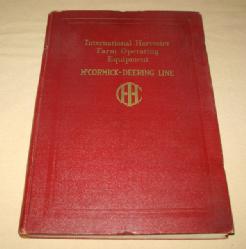 International Harvester
Farm Operating
Equipment
McCORMICK-DEERING LINE
IHC